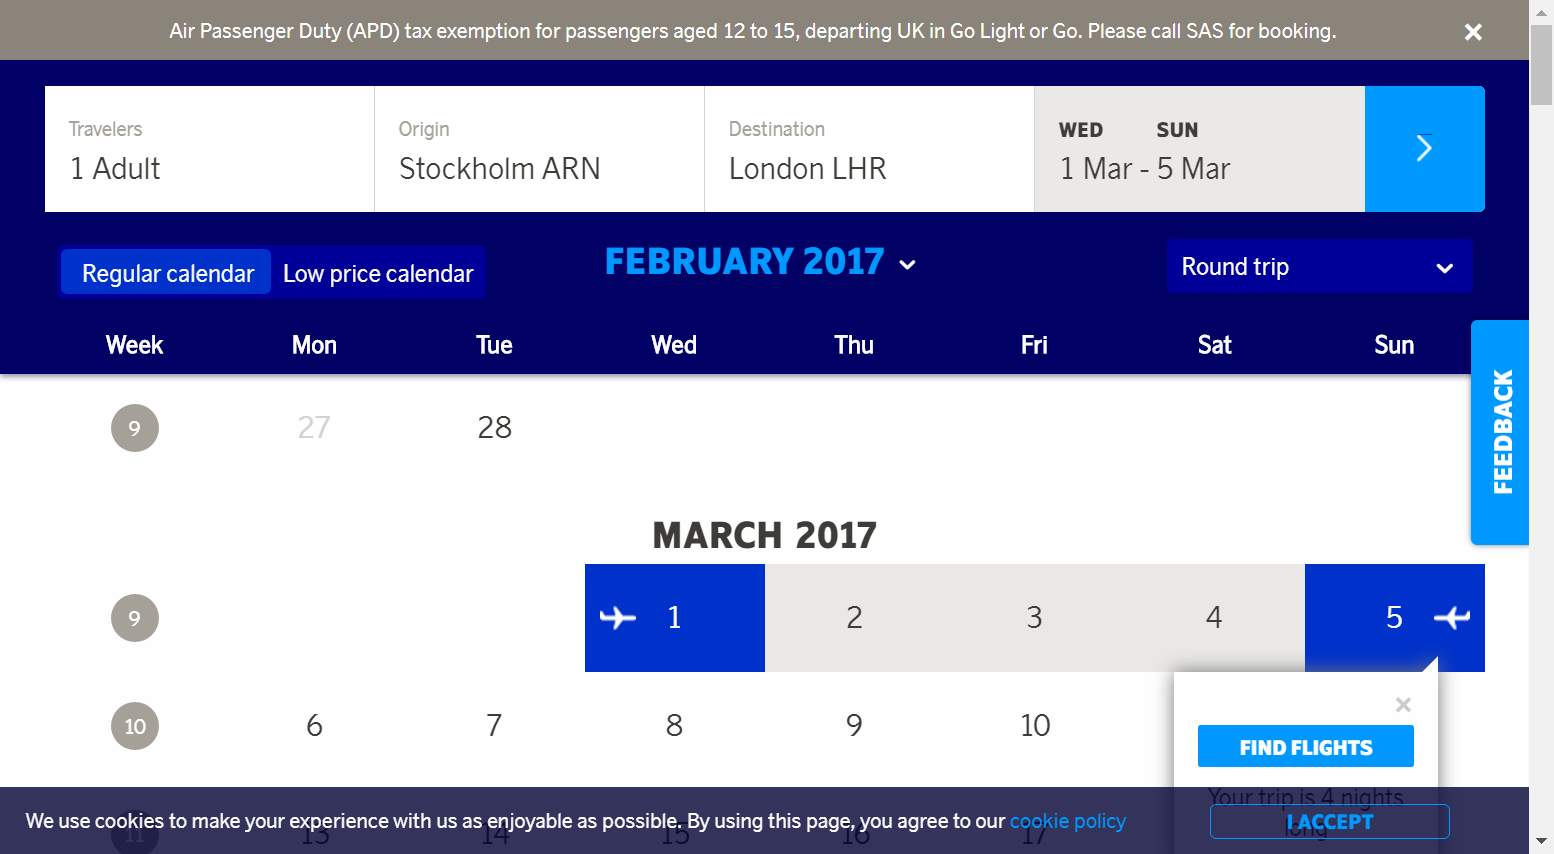 Air Passenger Duty (APD) tax exemption for passengers aged 12 to 15, departing UK in Go Light or Go. Please call SAS for booking.
Travelers
1 Adult
Origin
Stockholm ARN
Destination
London LHR
WED SUN
1 Mar - 5 Mar
Regular calendar Low price calendar
FEBRUARY 2017
Round trip
Week Mon Tue Wed Thu Fri Sat Sun
FEEDBACK
9 27 28
MARCH 2017
9 1 2 3 4 5
10 6 7 8 9 10
FIND FLIGHTS
Your trip is 4 nights
long
11 13 14 15 16 17
We use cookies to make your experience with us as enjoyable as possible. By using this page, you agree to our cookie policy
I ACCEPT